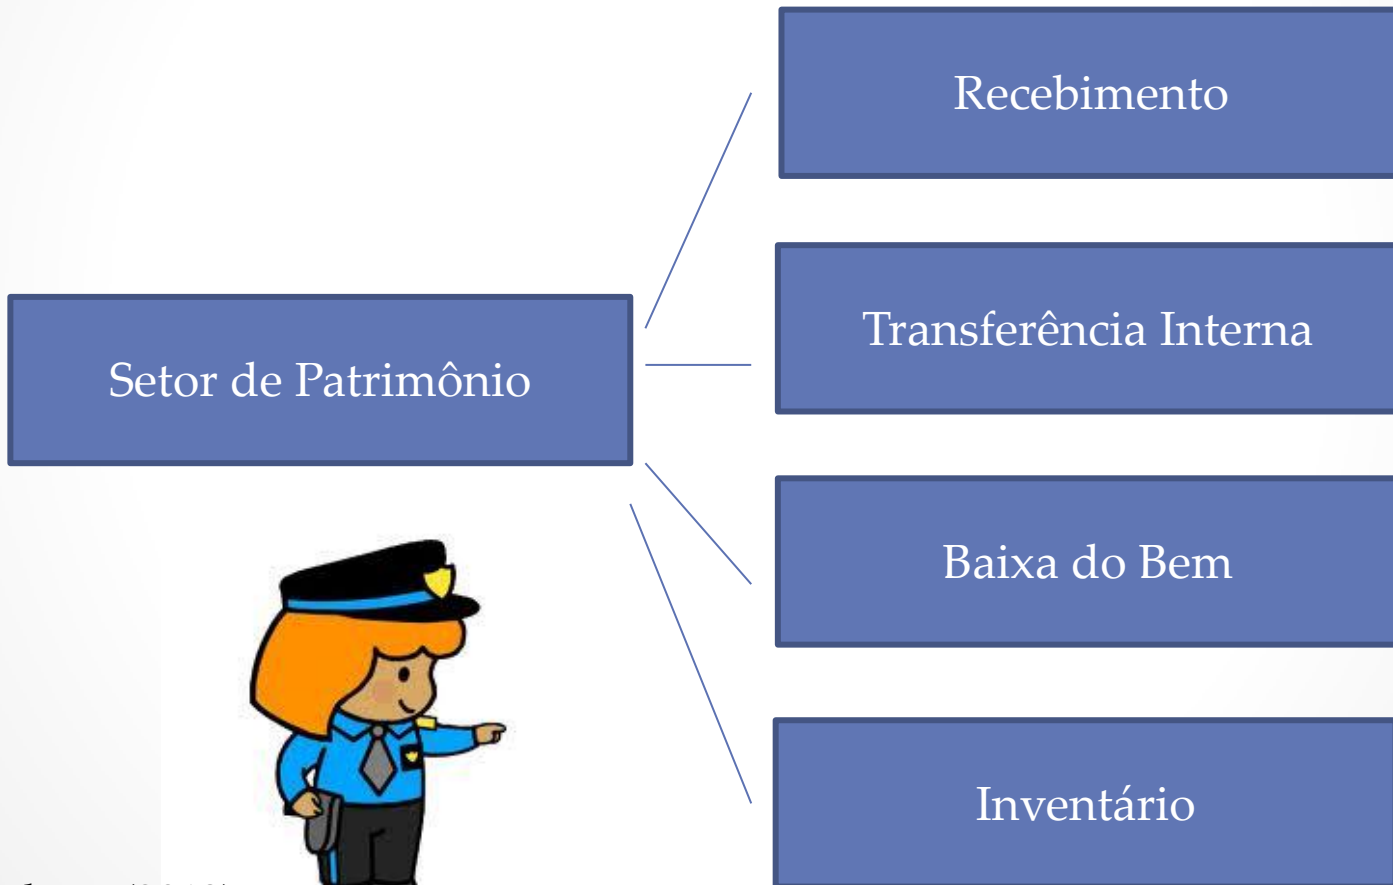 Recebimento
Transferência Interna
Setor de Patrimônio
Baixa do Bem
Inventário